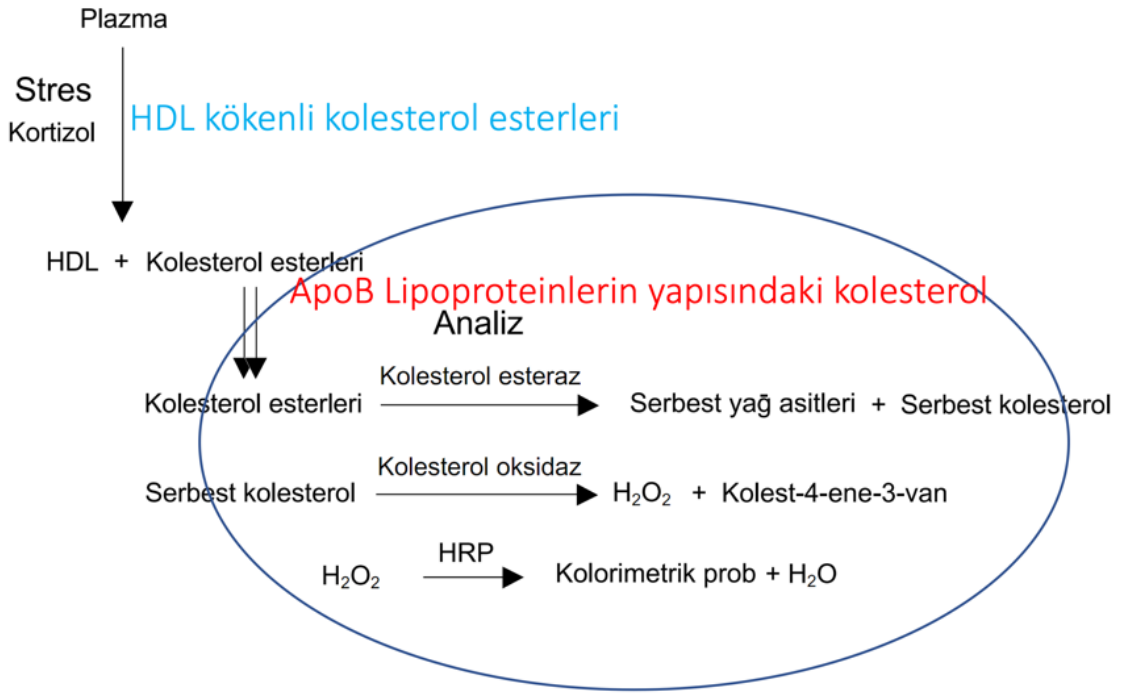 Plazma
Stres
Kortizol
HDL kökenli kolesterol esterleri
HDL + Kolesterol esterleri
ApoB Lipoproteinlerin yapısındaki kolesterol
Analiz
Kolesterol esteraz
Kolesterol esterleri Serbest yağ asitleri + Serbest kolesterol
Kolesterol oksidaz
Serbest kolesterol H₂O₂ + Kolest-4-ene-3-van
HRP
H₂O₂ Kolorimetrik prob + H₂O